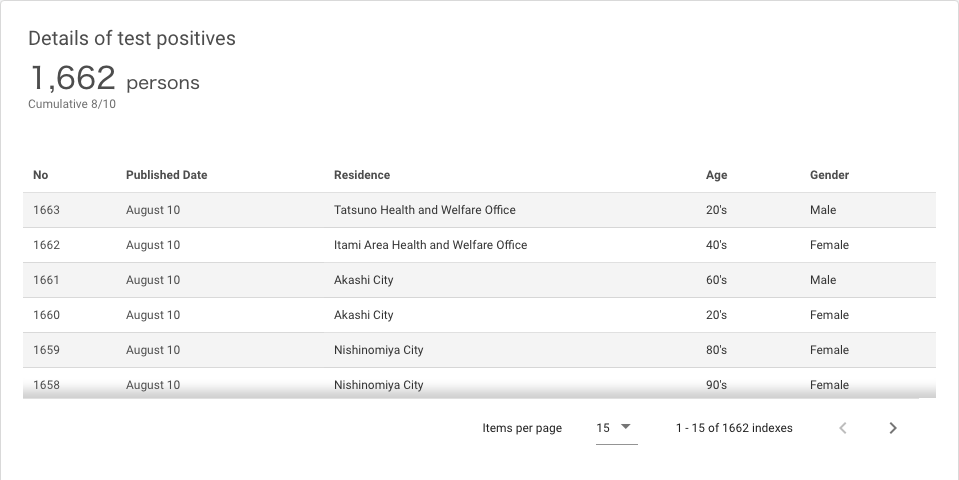 Details of test positives
1,662 persons
Cumulative 8/10
No Published Date Residence Age Gender
1663 August 10 Tatsuno Health and Welfare Office 20's Male
1662 August 10 Itami Area Health and Welfare Office 40's Female
1661 August 10 Akashi City 60's Male
1660 August 10 Akashi City 20's Female
1659 August 10 Nishinomiya City 80's Female
1658 August 10 Nishinomiya City 90's Female
Items per page 15 1 - 15 of 1662 indexes